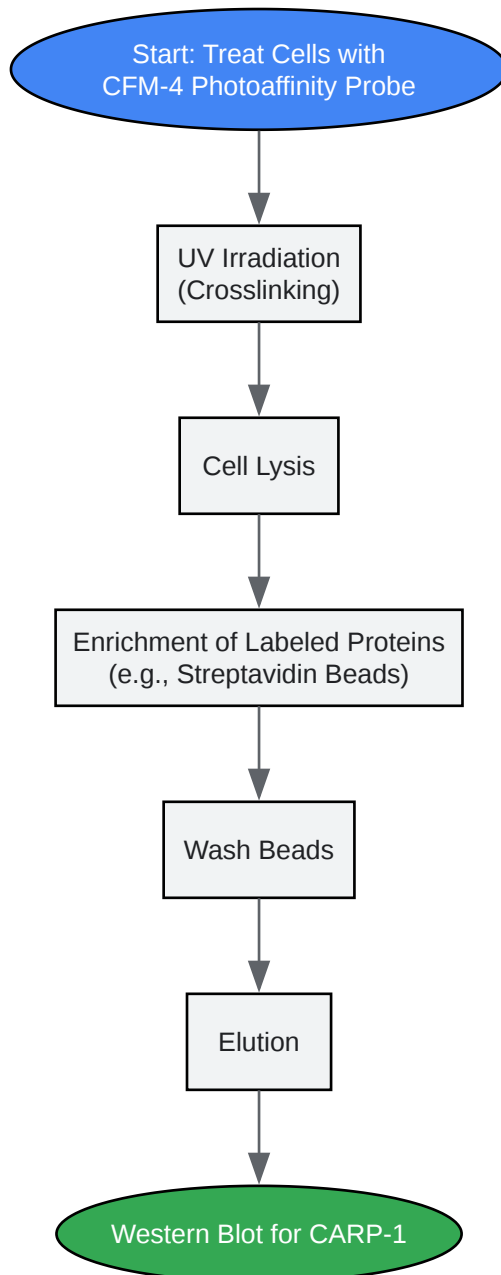 Start: Treat Cells with
CFM-4 Photoaffinity Probe
UV Irradiation
(Crosslinking)
Cell Lysis
Enrichment of Labeled Proteins
(e.g., Streptavidin Beads)
Wash Beads
Elution
Western Blot for CARP-1